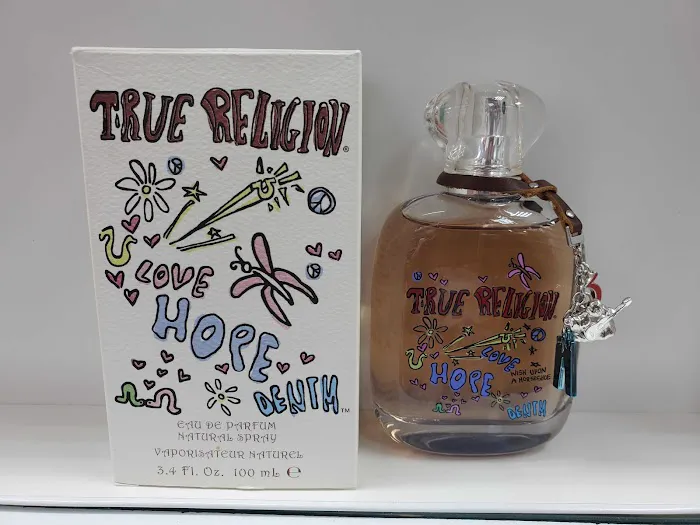 TRUE RELIGION®
LOVE
HOPE
DENIM™
EAU DE PARFUM
NATURAL SPRAY
VAPORISATEUR NATUREL
3.4 Fl. Oz. 100 mL ℮
TRUE RELIGION.
LOVE
WISH UPON
A HORSESHOE
HOPE
DENIM